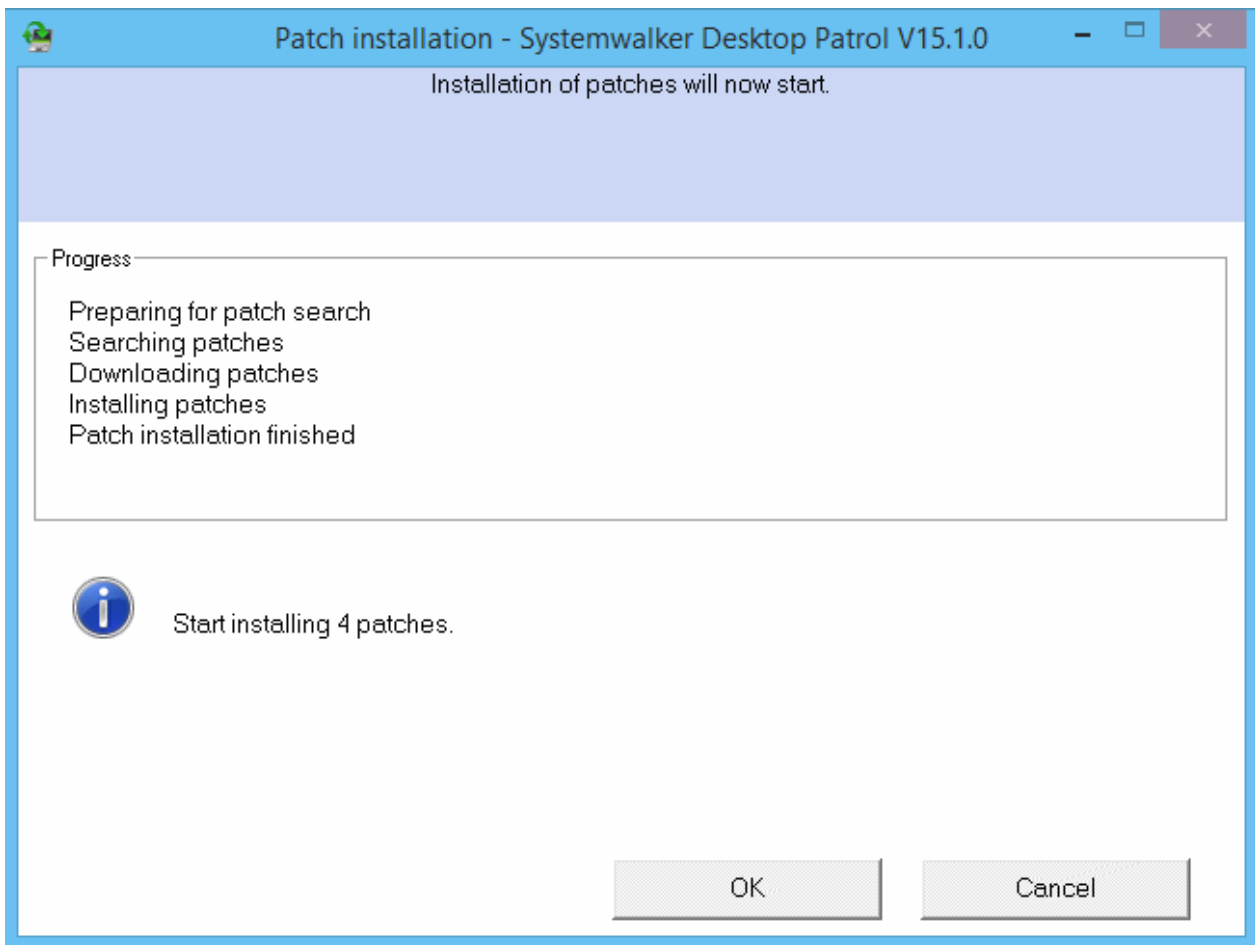 Patch installation - Systemwalker Desktop Patrol V15.1.0
Installation of patches will now start.
Progress
Preparing for patch search
Searching patches
Downloading patches
Installing patches
Patch installation finished
Start installing 4 patches.
OK
Cancel